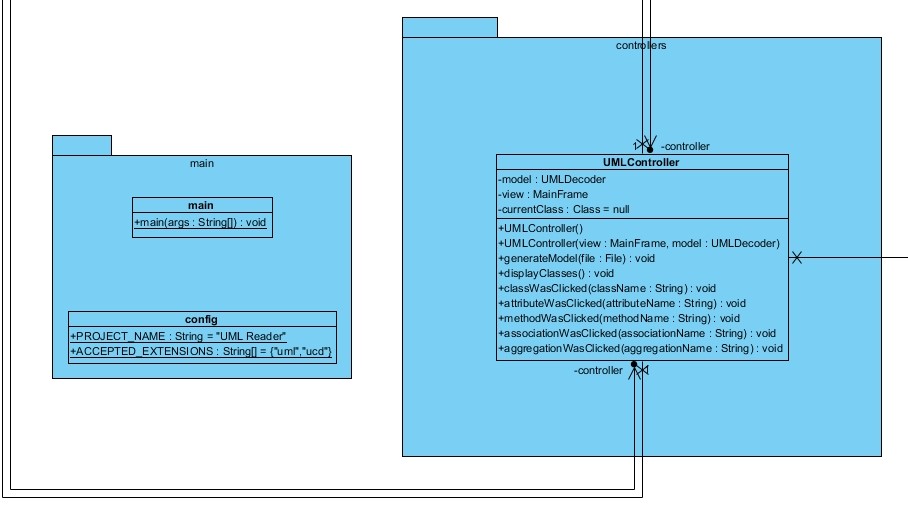 controllers
-controller
UMLController
-model : UMLDecoder
-view : MainFrame
-currentClass : Class = null
+UMLController()
+UMLController(view : MainFrame, model : UMLDecoder)
+generateModel(file : File) : void
+displayClasses() : void
+classWasClicked(className : String) : void
+attributeWasClicked(attributeName : String) : void
+methodWasClicked(methodName : String) : void
+associationWasClicked(associationName : String) : void
+aggregationWasClicked(aggregationName : String) : void
-controller
main
main
+main(args : String[]) : void
config
+PROJECT_NAME : String = "UML Reader"
+ACCEPTED_EXTENSIONS : String[] = {"uml","ucd"}